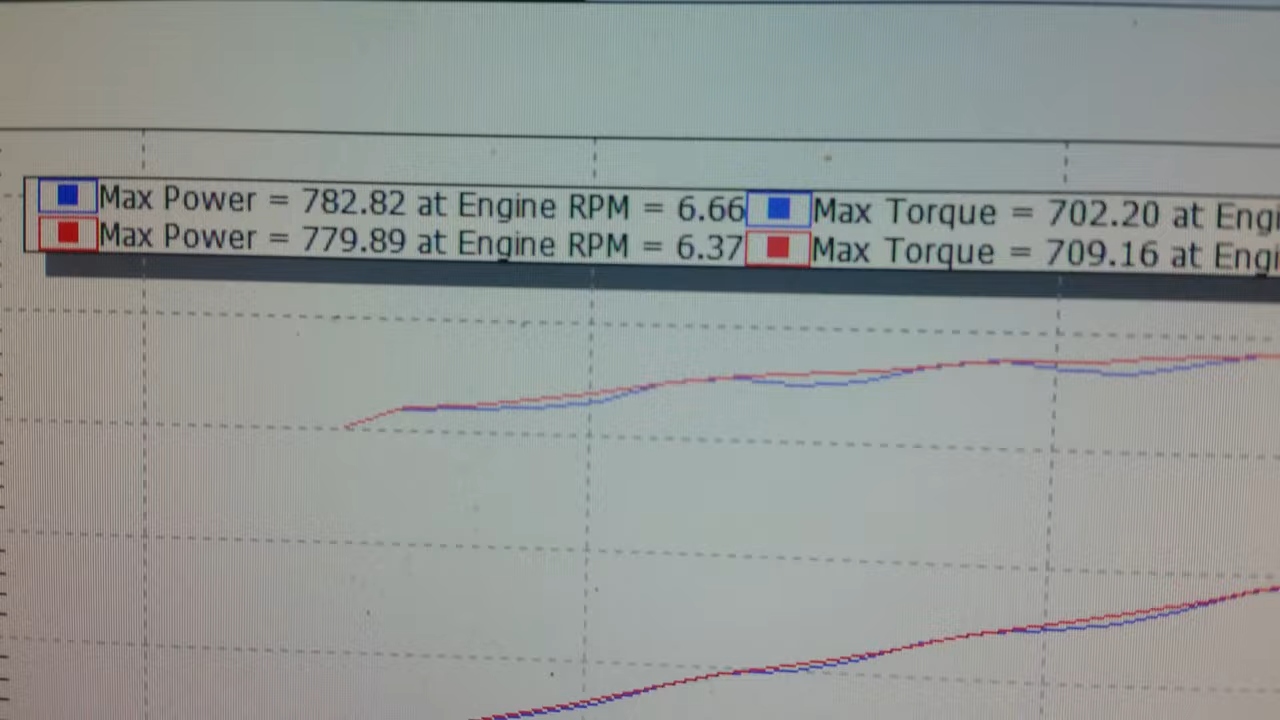 Max Power = 782.82 at Engine RPM = 6.66 Max Torque = 702.20 at
Max Power = 779.89 at Engine RPM = 6.37 Max Torque = 709.16 at